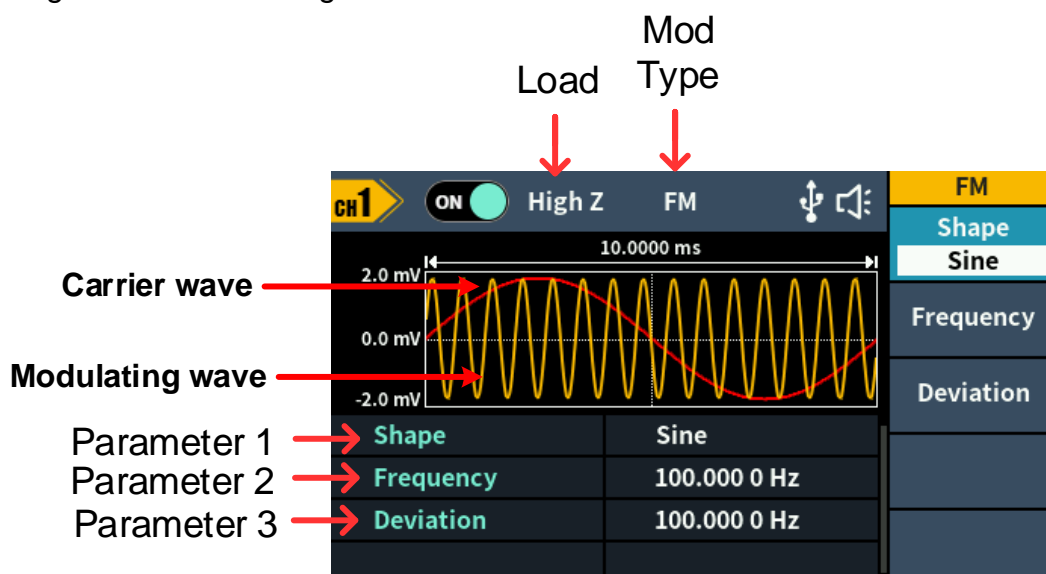 Mod
Type
Load
CH1 ON High Z FM
FM
Shape
Sine
Frequency
Deviation
10.0000 ms
2.0 mV
0.0 mV
-2.0 mV
Carrier wave
Modulating wave
Parameter 1
Parameter 2
Parameter 3
Shape Sine
Frequency 100.000 0 Hz
Deviation 100.000 0 Hz